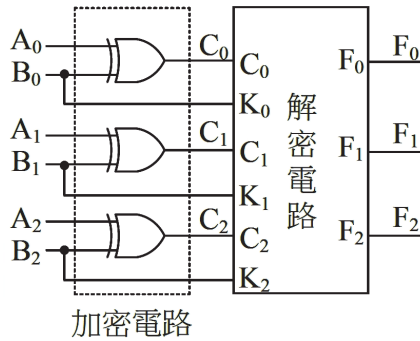 A₀ C₀ C₀ F₀ F₀
B₀ K₀
A₁ C₁ C₁ F₁ F₁
B₁ K₁
A₂ C₂ C₂ F₂ F₂
B₂ K₂
解密電路
加密電路